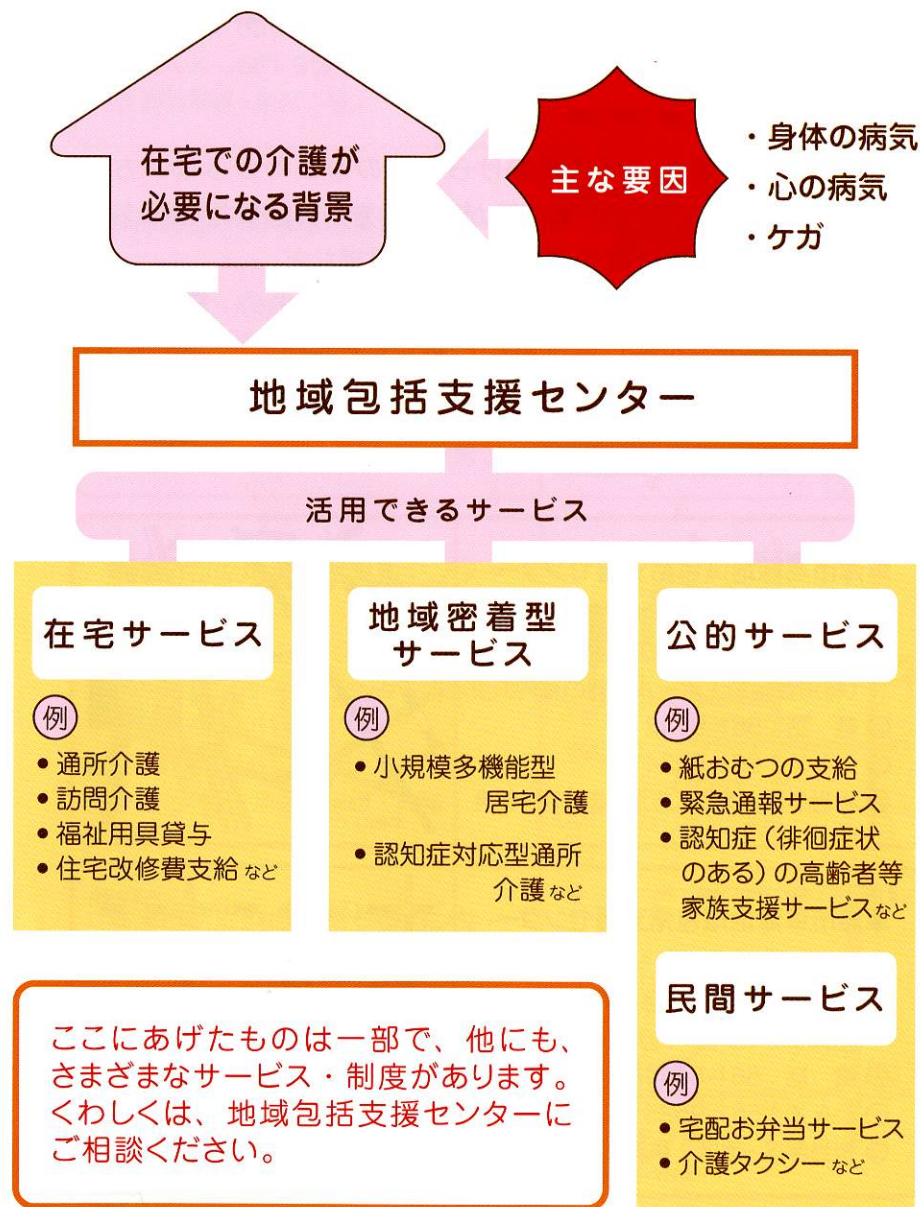 在宅での介護が
必要になる背景
主な要因
・身体の病気
・心の病気
・ケガ
地域包括支援センター
活用できるサービス
在宅サービス
例
● 通所介護
● 訪問介護
● 福祉用具貸与
● 住宅改修費支給 など
地域密着型
サービス
例
● 小規模多機能型
居宅介護
● 認知症対応型通所
介護 など
公的サービス
例
● 紙おむつの支給
● 緊急通報サービス
● 認知症（徘徊症状
のある）の高齢者等
家族支援サービス など
民間サービス
例
● 宅配お弁当サービス
● 介護タクシー など
ここにあげたものは一部で、他にも、
さまざまなサービス・制度があります。
くわしくは、地域包括支援センターに
ご相談ください。